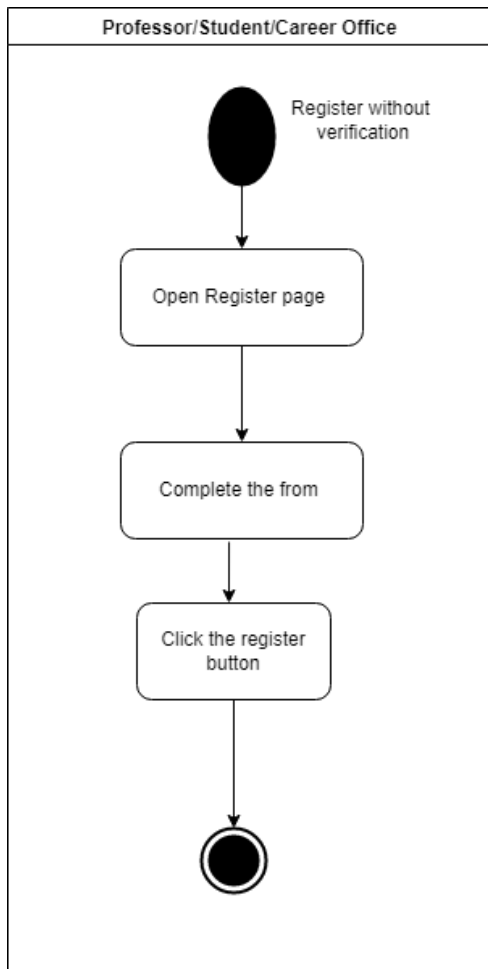 Professor/Student/Career Office
Register without
verification
Open Register page
Complete the from
Click the register
button